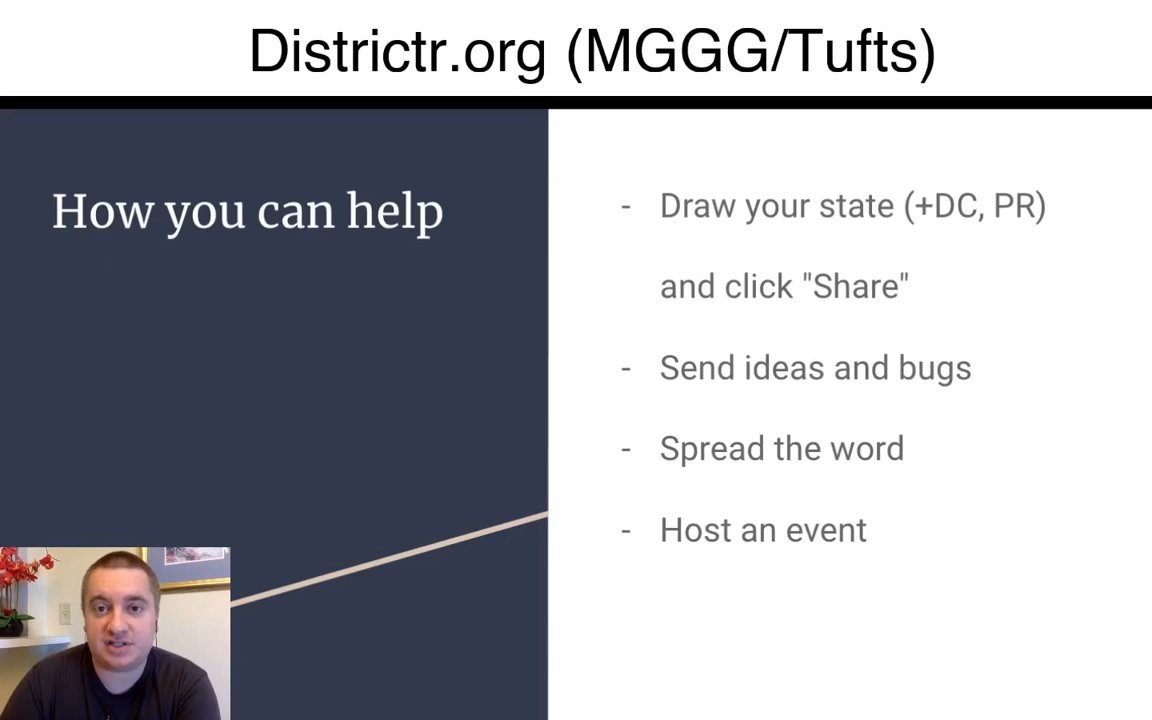 Districtr.org (MGGG/Tufts)
How you can help
- Draw your state (+DC, PR)
and click "Share"
- Send ideas and bugs
- Spread the word
- Host an event